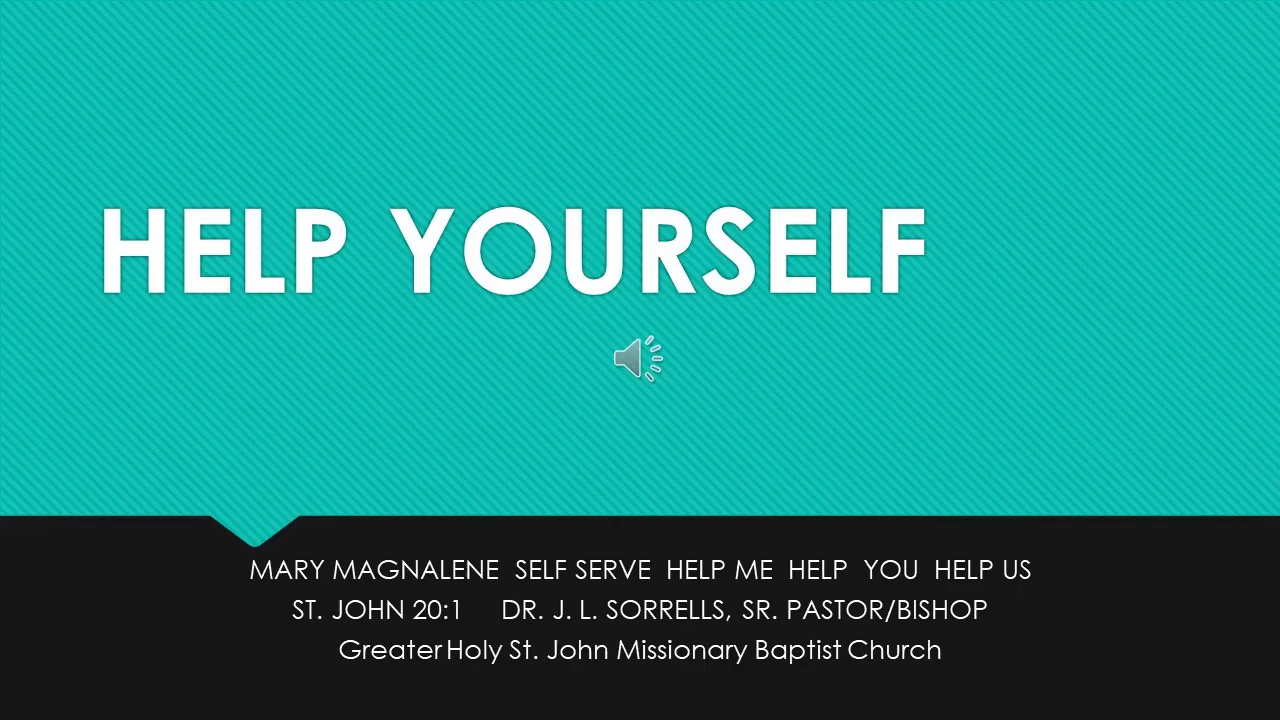 HELP YOURSELF
MARY MAGNALENE SELF SERVE HELP ME HELP YOU HELP US
ST. JOHN 20:1 DR. J. L. SORRELLS, SR. PASTOR/BISHOP
Greater Holy St. John Missionary Baptist Church